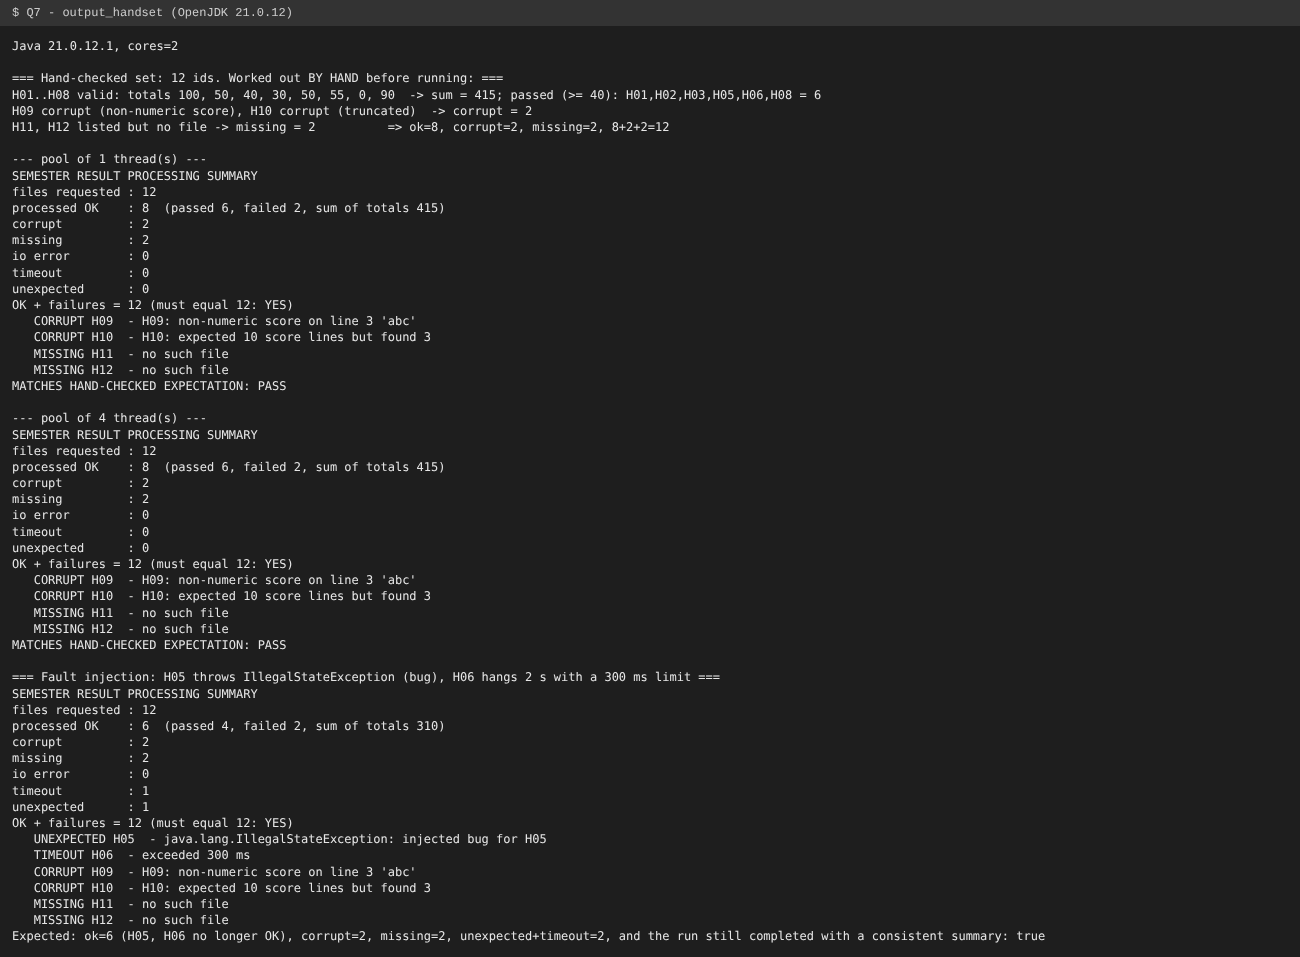 $ Q7 - output_handset (OpenJDK 21.0.12)
Java 21.0.12.1, cores=2
=== Hand-checked set: 12 ids. Worked out BY HAND before running: ===
H01..H08 valid: totals 100, 50, 40, 30, 50, 55, 0, 90  -> sum = 415; passed (>= 40): H01,H02,H03,H05,H06,H08 = 6
H09 corrupt (non-numeric score), H10 corrupt (truncated)  -> corrupt = 2
H11, H12 listed but no file -> missing = 2          => ok=8, corrupt=2, missing=2, 8+2+2=12
--- pool of 1 thread(s) ---
SEMESTER RESULT PROCESSING SUMMARY
files requested : 12
processed OK    : 8  (passed 6, failed 2, sum of totals 415)
corrupt         : 2
missing         : 2
io error        : 0
timeout         : 0
unexpected      : 0
OK + failures = 12 (must equal 12: YES)
   CORRUPT H09  - H09: non-numeric score on line 3 'abc'
   CORRUPT H10  - H10: expected 10 score lines but found 3
   MISSING H11  - no such file
   MISSING H12  - no such file
MATCHES HAND-CHECKED EXPECTATION: PASS
--- pool of 4 thread(s) ---
SEMESTER RESULT PROCESSING SUMMARY
files requested : 12
processed OK    : 8  (passed 6, failed 2, sum of totals 415)
corrupt         : 2
missing         : 2
io error        : 0
timeout         : 0
unexpected      : 0
OK + failures = 12 (must equal 12: YES)
   CORRUPT H09  - H09: non-numeric score on line 3 'abc'
   CORRUPT H10  - H10: expected 10 score lines but found 3
   MISSING H11  - no such file
   MISSING H12  - no such file
MATCHES HAND-CHECKED EXPECTATION: PASS
=== Fault injection: H05 throws IllegalStateException (bug), H06 hangs 2 s with a 300 ms limit ===
SEMESTER RESULT PROCESSING SUMMARY
files requested : 12
processed OK    : 6  (passed 4, failed 2, sum of totals 310)
corrupt         : 2
missing         : 2
io error        : 0
timeout         : 1
unexpected      : 1
OK + failures = 12 (must equal 12: YES)
   UNEXPECTED H05  - java.lang.IllegalStateException: injected bug for H05
   TIMEOUT H06  - exceeded 300 ms
   CORRUPT H09  - H09: non-numeric score on line 3 'abc'
   CORRUPT H10  - H10: expected 10 score lines but found 3
   MISSING H11  - no such file
   MISSING H12  - no such file
Expected: ok=6 (H05, H06 no longer OK), corrupt=2, missing=2, unexpected+timeout=2, and the run still completed with a consistent summary: true